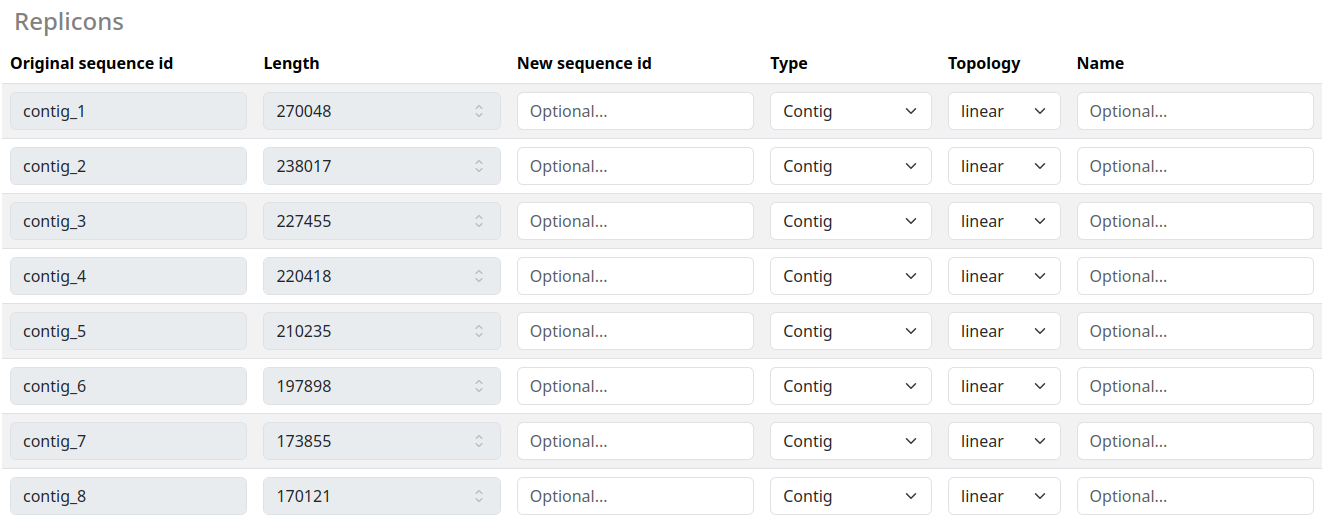 Replicons
Original sequence id Length New sequence id Type Topology Name
contig_1 270048 Optional... Contig linear Optional...
contig_2 238017 Optional... Contig linear Optional...
contig_3 227455 Optional... Contig linear Optional...
contig_4 220418 Optional... Contig linear Optional...
contig_5 210235 Optional... Contig linear Optional...
contig_6 197898 Optional... Contig linear Optional...
contig_7 173855 Optional... Contig linear Optional...
contig_8 170121 Optional... Contig linear Optional...